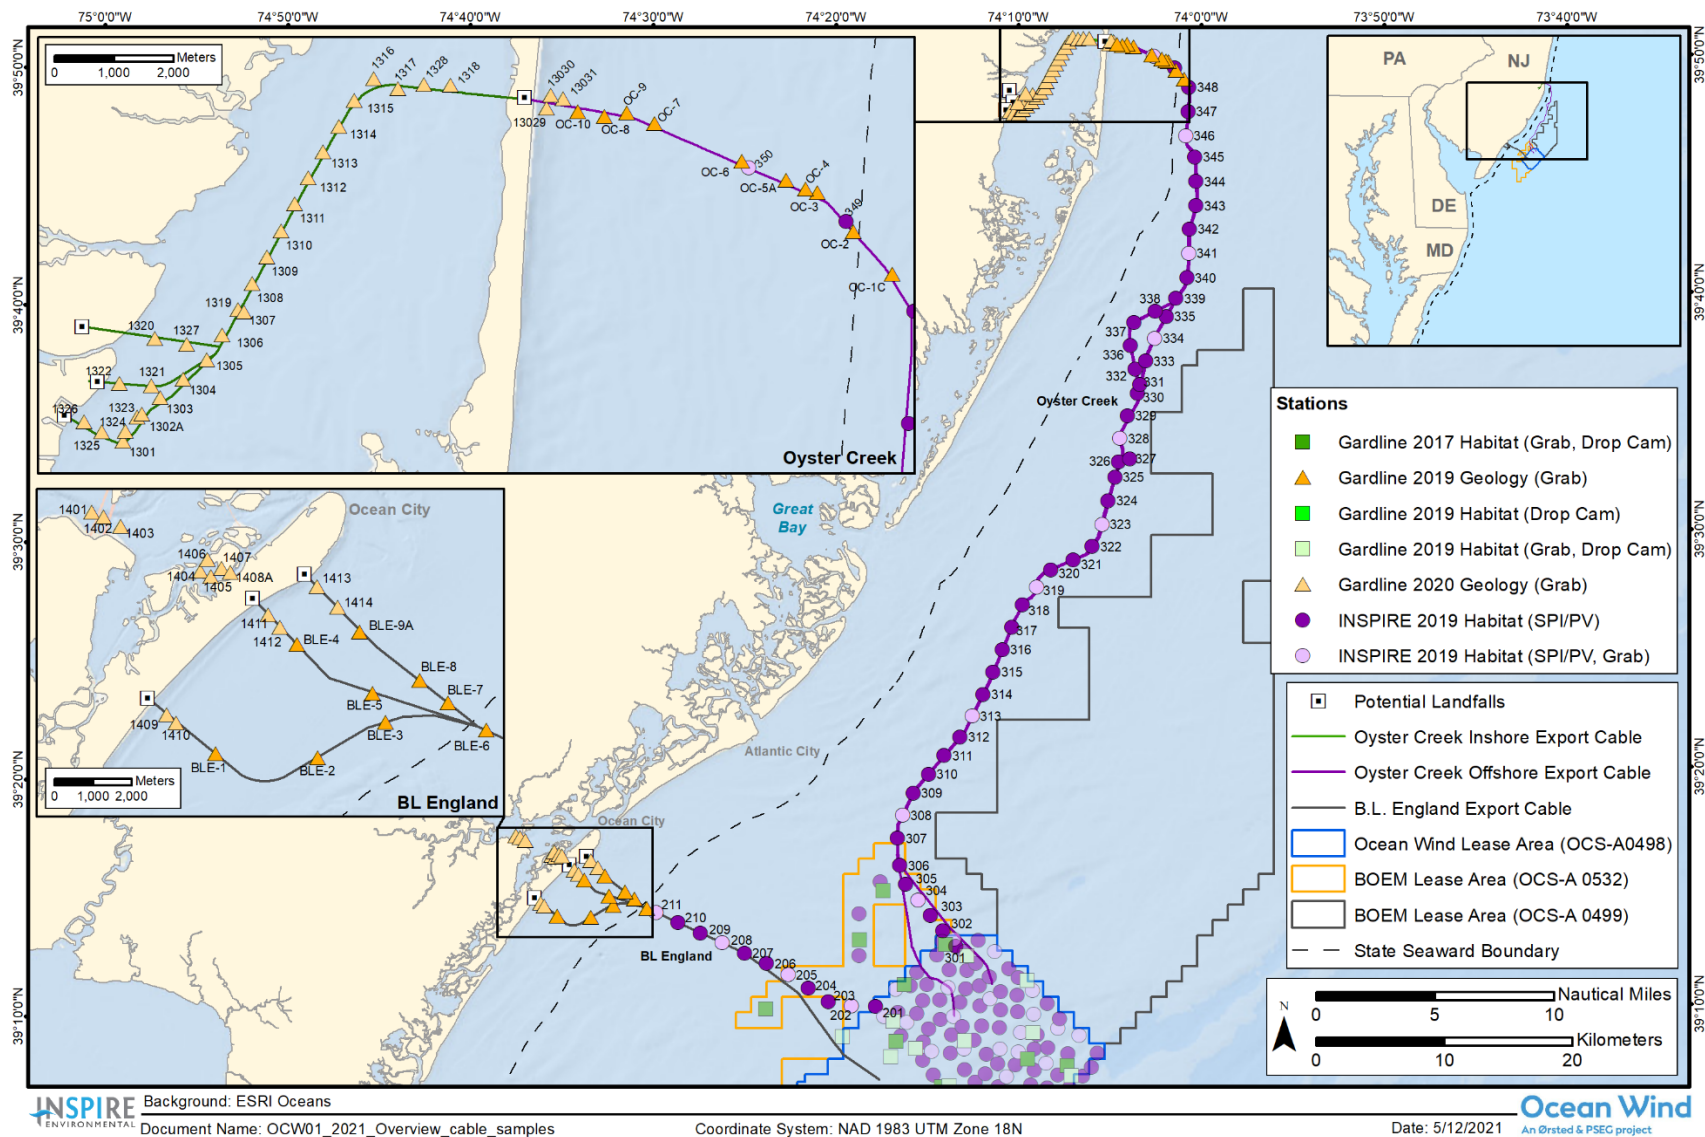 75°0'0"W
74°50'0"W
74°40'0"W
74°30'0"W
74°20'0"W
74°10'0"W
74°0'0"W
73°50'0"W
73°40'0"W
39°50'0"N
39°40'0"N
39°30'0"N
39°20'0"N
39°10'0"N
39°50'0"N
39°40'0"N
39°30'0"N
39°20'0"N
39°10'0"N
Meters
0 1,000 2,000
1316
1317
1328
1318
1315
1314
1313
1312
1311
1310
1309
1308
1319
1307
1306
1320
1327
1305
1322
1321
1304
1303
1326
1323
1324
1302A
1325
1301
13030
13031
13029
OC-10
OC-9
OC-8
OC-7
OC-6
350
OC-5A
OC-4
OC-3
349
OC-2
OC-1C
Oyster Creek
1401
1402
1403
1406
1407
1404
1405
1408A
Ocean City
1413
1414
1411
1412
BLE-4
BLE-9A
BLE-8
BLE-7
BLE-5
BLE-3
BLE-6
1409
1410
BLE-1
BLE-2
Meters
0 1,000 2,000
BL England
Great
Bay
Atlantic City
Ocean City
Oyster Creek
BL England
348
347
346
345
344
343
342
341
340
339
338
335
337
334
336
333
332
331
330
329
328
326
327
325
324
323
322
321
320
319
318
317
316
315
314
313
312
311
310
309
308
307
306
305
304
303
302
301
211
210
209
208
207
206
205
204
203
202
201
PA
NJ
DE
MD
Stations
Gardline 2017 Habitat (Grab, Drop Cam)
Gardline 2019 Geology (Grab)
Gardline 2019 Habitat (Drop Cam)
Gardline 2019 Habitat (Grab, Drop Cam)
Gardline 2020 Geology (Grab)
INSPIRE 2019 Habitat (SPI/PV)
INSPIRE 2019 Habitat (SPI/PV, Grab)
Potential Landfalls
Oyster Creek Inshore Export Cable
Oyster Creek Offshore Export Cable
B.L. England Export Cable
Ocean Wind Lease Area (OCS-A0498)
BOEM Lease Area (OCS-A 0532)
BOEM Lease Area (OCS-A 0499)
State Seaward Boundary
N
Nautical Miles
0 5 10
Kilometers
0 10 20
INSPIRE
ENVIRONMENTAL
Background: ESRI Oceans
Document Name: OCW01_2021_Overview_cable_samples
Coordinate System: NAD 1983 UTM Zone 18N
Date: 5/12/2021
Ocean Wind
An Ørsted & PSEG project